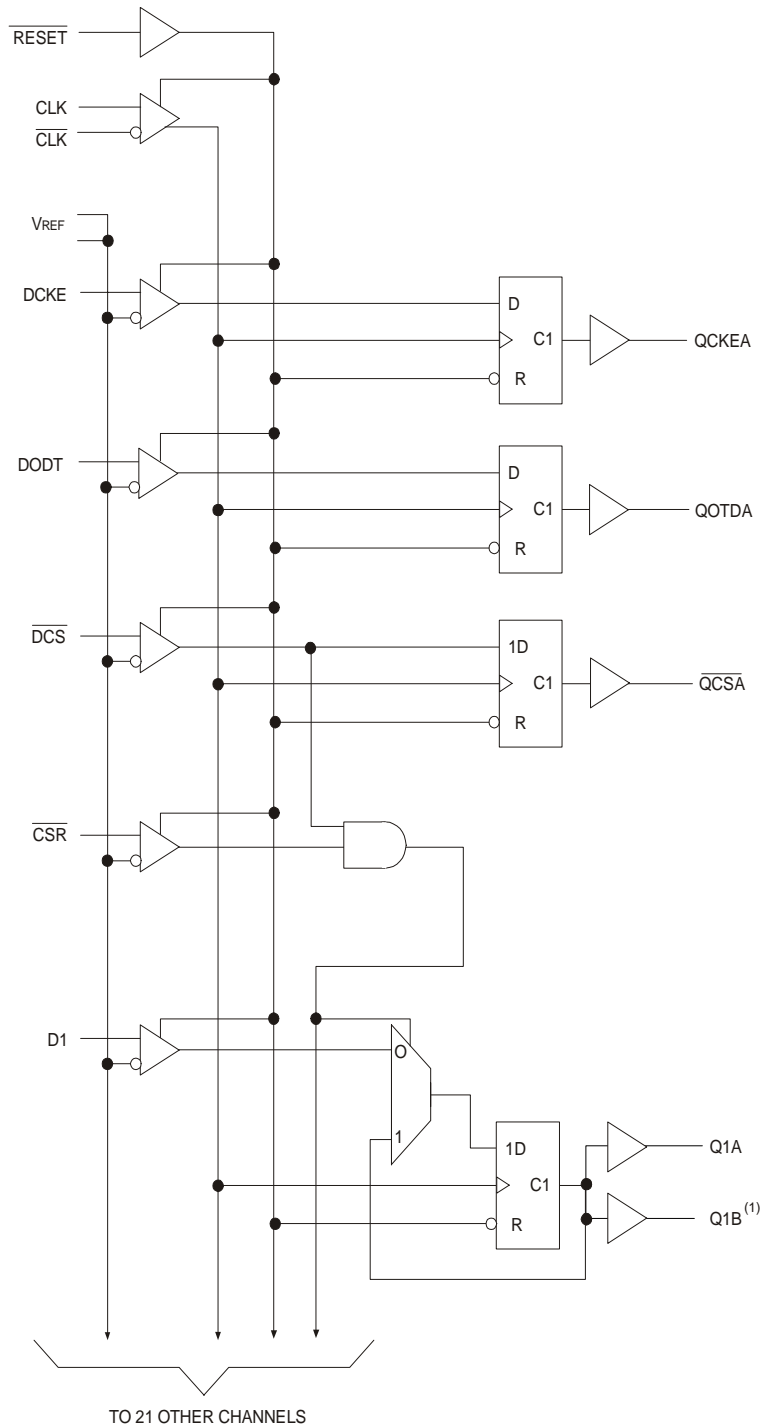 RESET
CLK
CLK
VREF
DCKE
D
C1
R
QCKEA
DODT
D
C1
R
QOTDA
DCS
1D
C1
R
QCSA
CSR
D1
O
1
1D
C1
R
Q1A
Q1B(1)
TO 21 OTHER CHANNELS